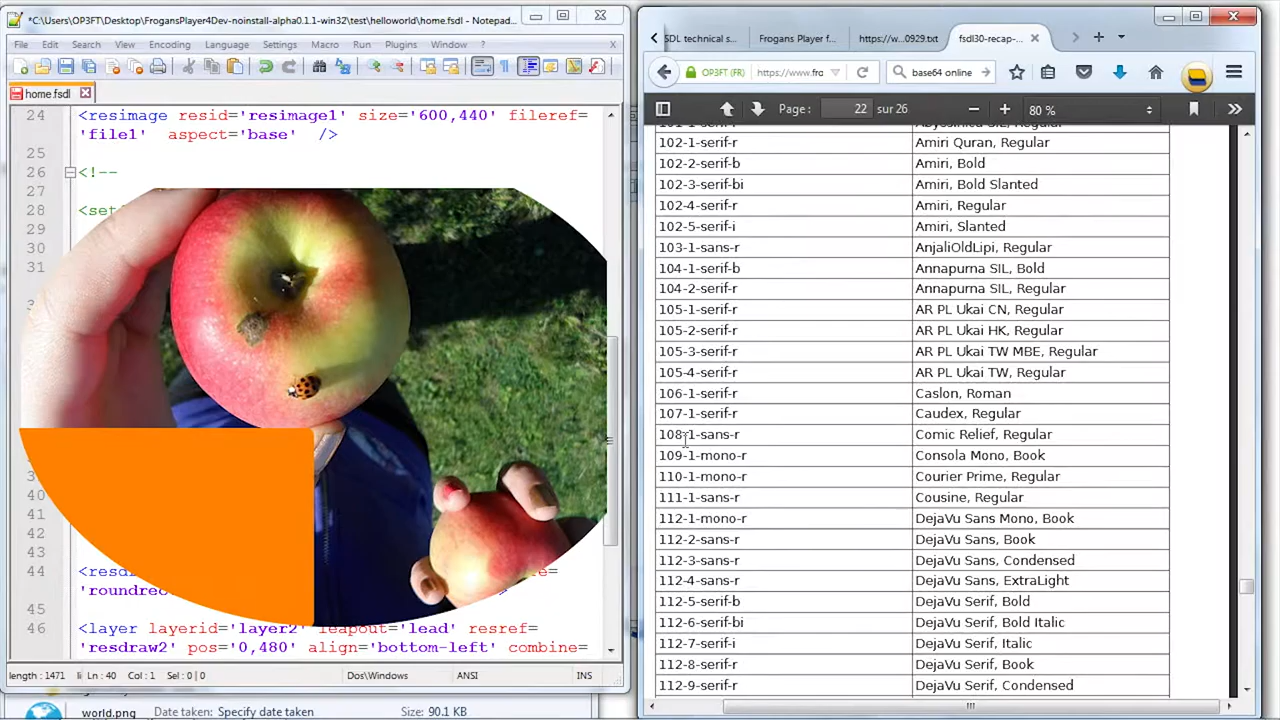 *C:\Users\OP3FT\Desktop\FrogansPlayer4Dev-noinstall-alpha0.1.1-win32\test\helloworld\home.fsdl - Notepad...
File Edit Search View Encoding Language Settings Macro Run Plugins Window ? X
home.fsdl
24 <resimage resid='resimage1' size='600,440' fileref=
'file1' aspect='base' />
25
26 <!--
27
28 <set
29
30
31
40
41
42
43
44 <res
'roundre
45
46 <layer layerid='layer2' leapout='lead' resref=
'resdraw2' pos='0,480' align='bottom-left' combine=
length : 1471 li Ln : 40 Col : 1 Sel : 0 | 0 Dos\Windows ANSI INS
world.png Date taken: Specify date taken Size: 90.1 KB
SDL technical s... Frogans Player f... https://w...0929.txt fsdl30-recap-...
OP3FT (FR) https://www.fro base64 online
Page : 22 sur 26 80 %
102-1-serif-r Amiri Quran, Regular
102-2-serif-b Amiri, Bold
102-3-serif-bi Amiri, Bold Slanted
102-4-serif-r Amiri, Regular
102-5-serif-i Amiri, Slanted
103-1-sans-r AnjaliOldLipi, Regular
104-1-serif-b Annapurna SIL, Bold
104-2-serif-r Annapurna SIL, Regular
105-1-serif-r AR PL Ukai CN, Regular
105-2-serif-r AR PL Ukai HK, Regular
105-3-serif-r AR PL Ukai TW MBE, Regular
105-4-serif-r AR PL Ukai TW, Regular
106-1-serif-r Caslon, Roman
107-1-serif-r Caudex, Regular
108-1-sans-r Comic Relief, Regular
109-1-mono-r Consola Mono, Book
110-1-mono-r Courier Prime, Regular
111-1-sans-r Cousine, Regular
112-1-mono-r DejaVu Sans Mono, Book
112-2-sans-r DejaVu Sans, Book
112-3-sans-r DejaVu Sans, Condensed
112-4-sans-r DejaVu Sans, ExtraLight
112-5-serif-b DejaVu Serif, Bold
112-6-serif-bi DejaVu Serif, Bold Italic
112-7-serif-i DejaVu Serif, Italic
112-8-serif-r DejaVu Serif, Book
112-9-serif-r DejaVu Serif, Condensed